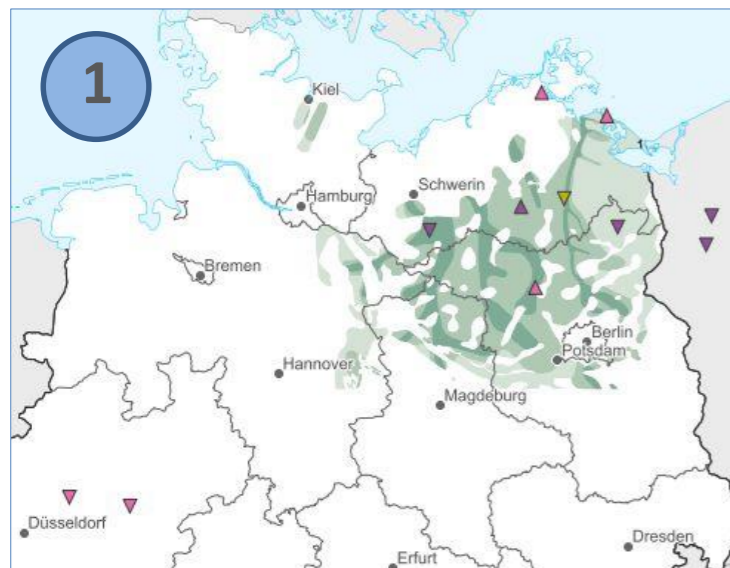 1
Kiel
Schwerin
Hamburg
Bremen
Berlin
Potsdam
Hannover
Magdeburg
Düsseldorf
Dresden
Erfurt